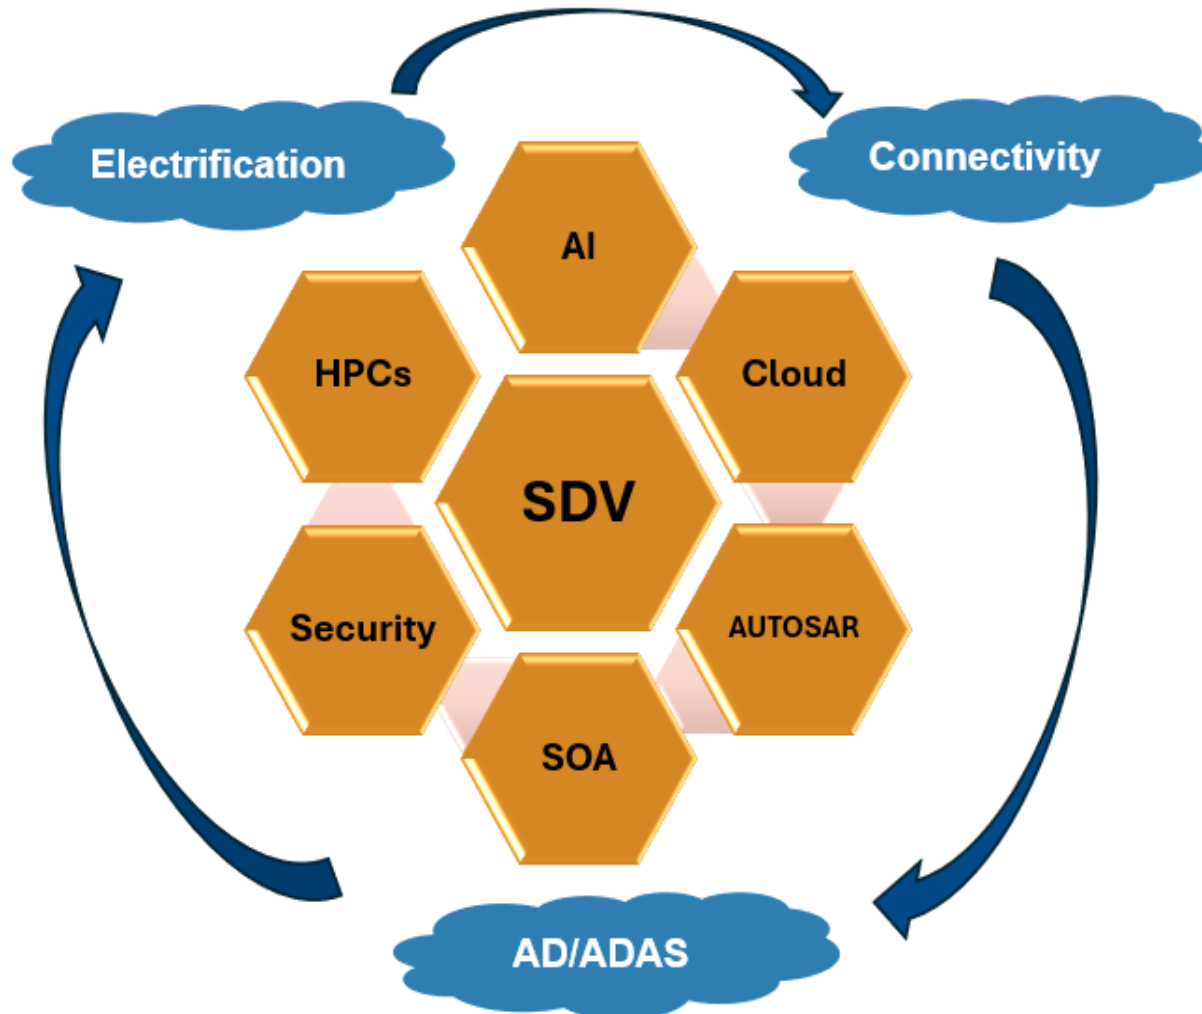 Electrification
Connectivity
AI
HPCs
Cloud
SDV
Security
AUTOSAR
SOA
AD/ADAS